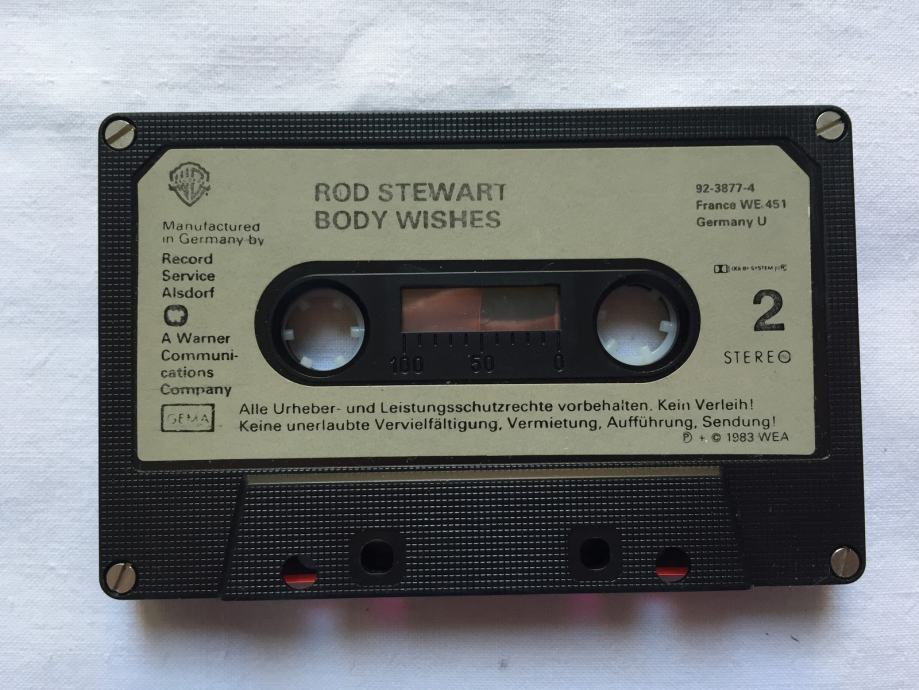 ROD STEWART
BODY WISHES
92-3877-4
France WE 451
Germany U
Manufactured
in Germany by
Record
Service
Alsdorf
A Warner
Communi-
cations
Company
GEMA
2
STEREO
100 50 0
Alle Urheber- und Leistungsschutzrechte vorbehalten. Kein Verleih!
Keine unerlaubte Vervielfältigung, Vermietung, Aufführung, Sendung!
℗ + © 1983 WEA